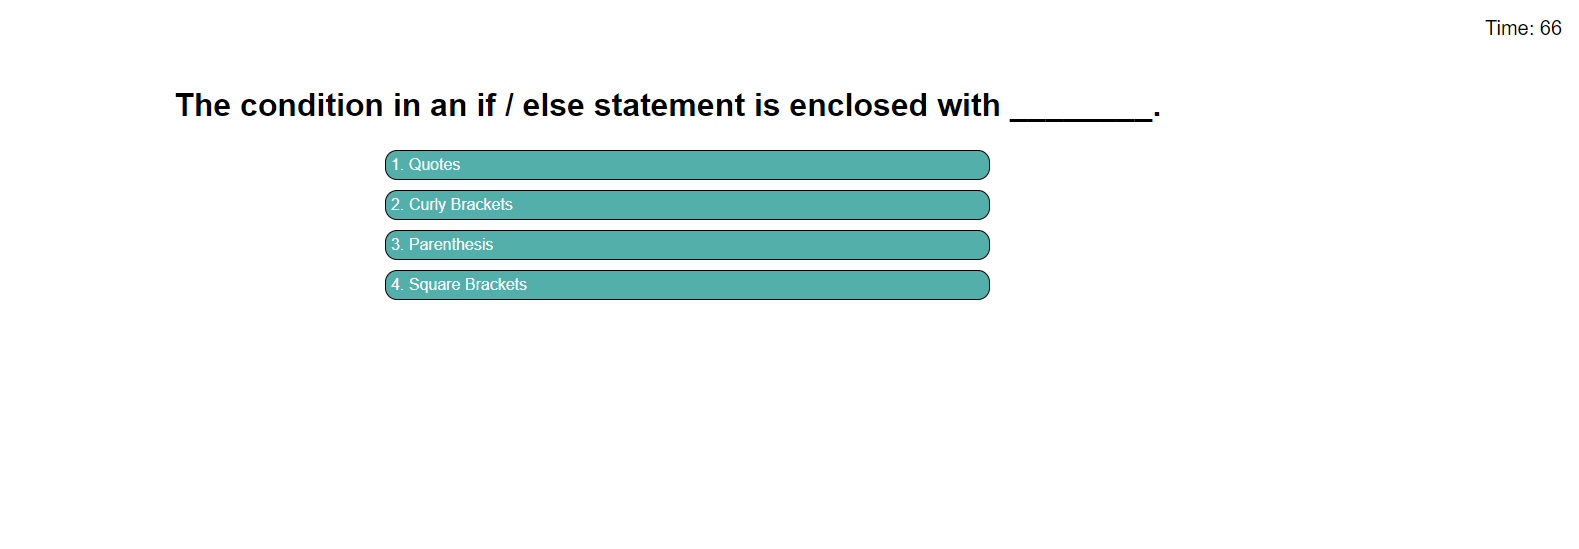 Time: 66
The condition in an if / else statement is enclosed with ________.
1. Quotes
2. Curly Brackets
3. Parenthesis
4. Square Brackets